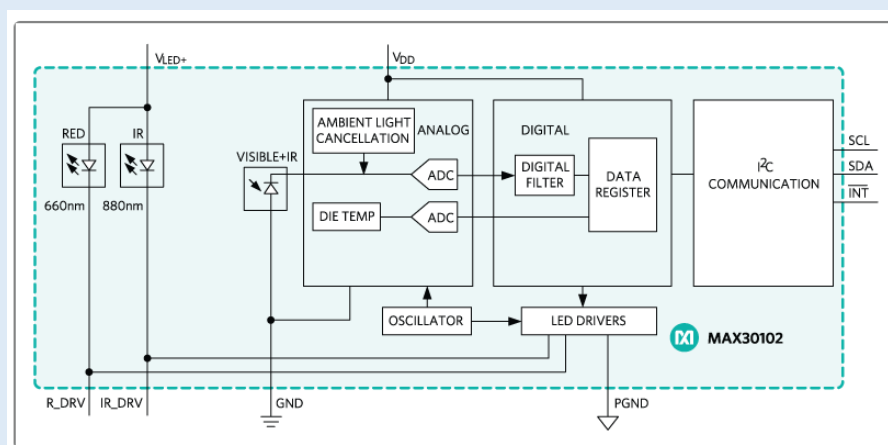 VLED+
VDD
RED
IR
660nm
880nm
VISIBLE+IR
AMBIENT LIGHT
CANCELLATION
ANALOG
ADC
DIE TEMP
ADC
DIGITAL
DIGITAL
FILTER
DATA
REGISTER
I2C
COMMUNICATION
SCL
SDA
INT
OSCILLATOR
LED DRIVERS
MAX30102
R_DRV
IR_DRV
GND
PGND